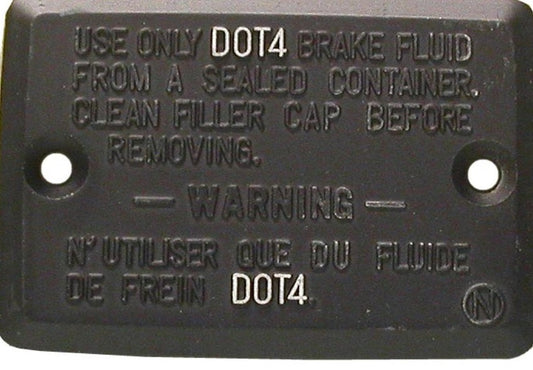 USE ONLY DOT4 BRAKE FLUID
FROM A SEALED CONTAINER.
CLEAN FILLER CAP BEFORE
REMOVING.
— WARNING —
N'UTILISER QUE DU FLUIDE
DE FREIN DOT4.
N